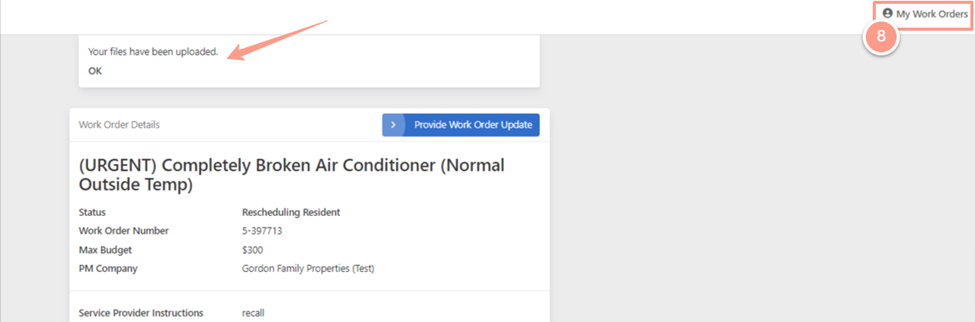 My Work Orders
8
Your files have been uploaded.
OK
Work Order Details
Provide Work Order Update
(URGENT) Completely Broken Air Conditioner (Normal
Outside Temp)
Status Rescheduling Resident
Work Order Number 5-397713
Max Budget $300
PM Company Gordon Family Properties (Test)
Service Provider Instructions recall